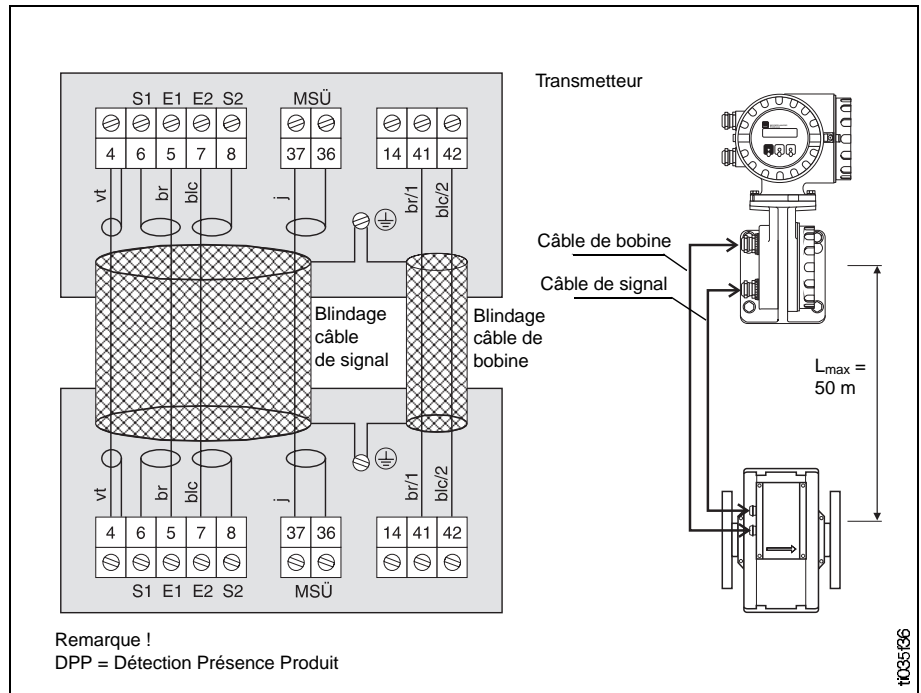 Transmetteur
S1 E1 E2 S2 MSÜ
4 6 5 7 8 37 36 14 41 42
vt br blc j br/1 blc/2
Câble de bobine
Câble de signal
Blindage
câble
de signal
Blindage
câble de
bobine
Lmax =
50 m
vt br blc j br/1 blc/2
4 6 5 7 8 37 36 14 41 42
S1 E1 E2 S2 MSÜ
Remarque !
DPP = Détection Présence Produit
ti035f36